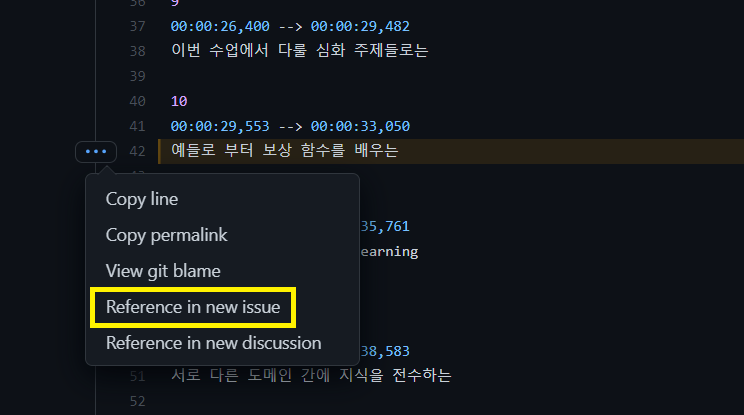 36 9
37 00:00:26,400 --> 00:00:29,482
38 이번 수업에서 다룰 심화 주제들로는
39
40 10
41 00:00:29,553 --> 00:00:33,050
42 예들로 부터 보상 함수를 배우는
Copy line
Copy permalink
35,761
View git blame
earning
Reference in new issue
Reference in new discussion
38,583
51 서로 다른 도메인 간에 지식을 전수하는
52